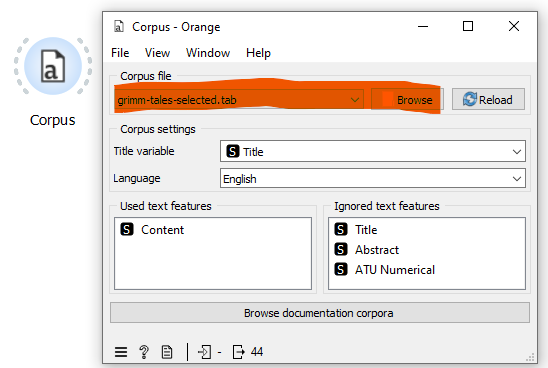 Corpus - Orange
File View Window Help
Corpus file
grimm-tales-selected.tab Browse Reload
Corpus
Corpus settings
Title variable S Title
Language English
Used text features Ignored text features
S Content S Title
S Abstract
S ATU Numerical
Browse documentation corpora
? - 44